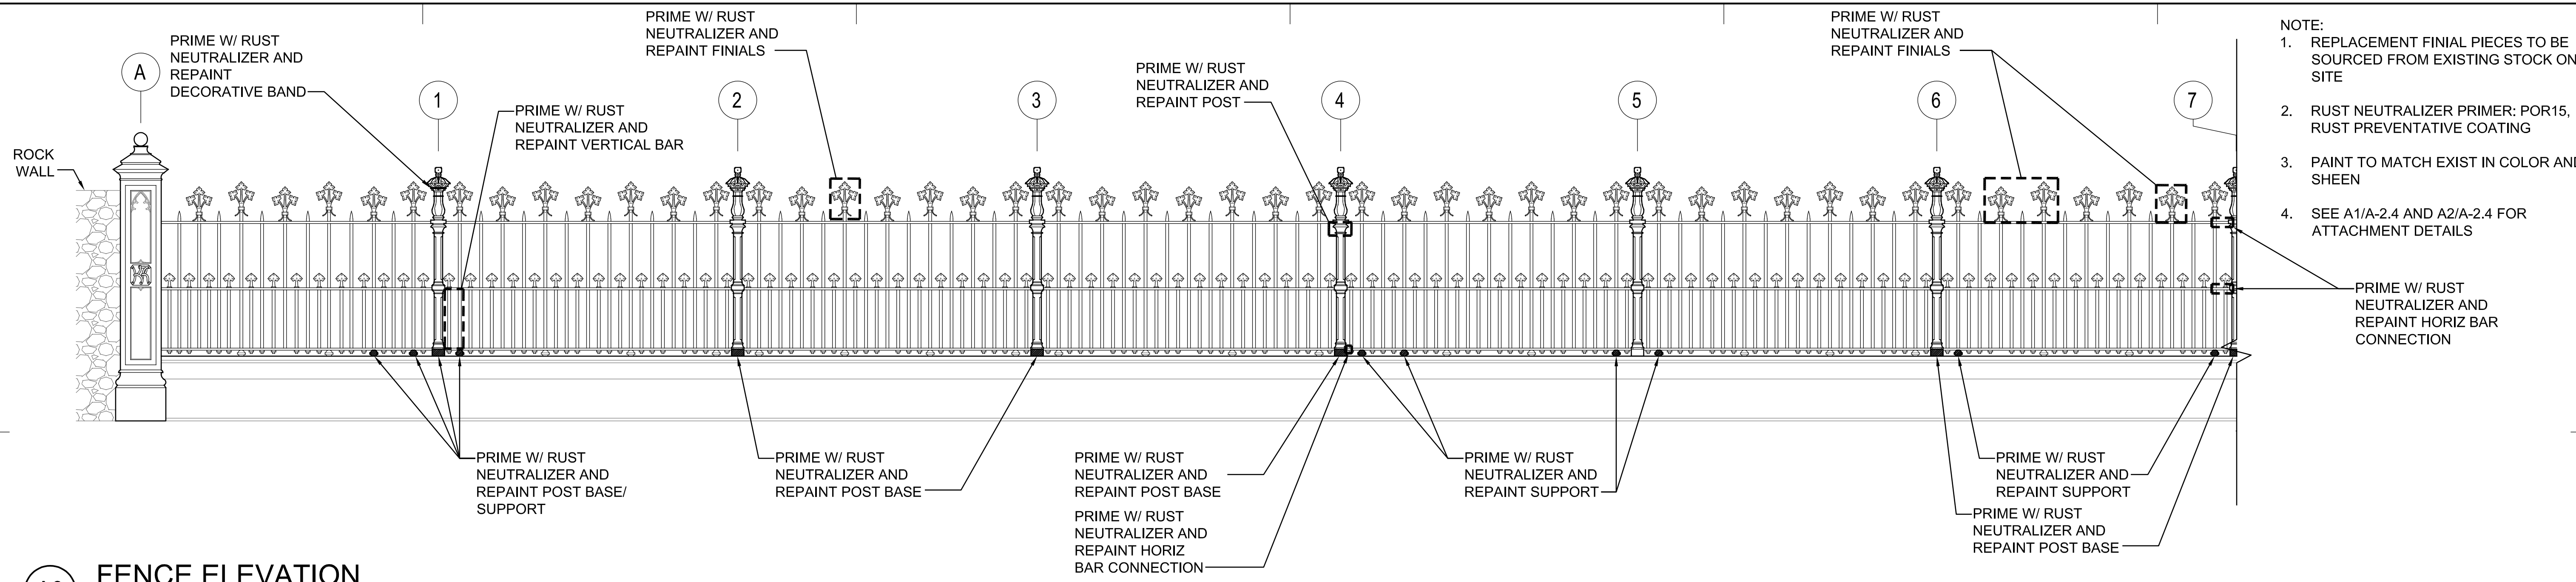 PRIME W/ RUST
NEUTRALIZER AND
REPAINT
DECORATIVE BAND
PRIME W/ RUST
NEUTRALIZER AND
REPAINT FINIALS
PRIME W/ RUST
NEUTRALIZER AND
REPAINT VERTICAL BAR
PRIME W/ RUST
NEUTRALIZER AND
REPAINT POST
PRIME W/ RUST
NEUTRALIZER AND
REPAINT FINIALS
NOTE:
1. REPLACEMENT FINIAL PIECES TO BE
SOURCED FROM EXISTING STOCK ON
SITE
2. RUST NEUTRALIZER PRIMER: POR15,
RUST PREVENTATIVE COATING
3. PAINT TO MATCH EXIST IN COLOR AND
SHEEN
4. SEE A1/A-2.4 AND A2/A-2.4 FOR
ATTACHMENT DETAILS
A
1
2
3
4
5
6
7
ROCK
WALL
PRIME W/ RUST
NEUTRALIZER AND
REPAINT HORIZ BAR
CONNECTION
PRIME W/ RUST
NEUTRALIZER AND
REPAINT POST BASE/
SUPPORT
PRIME W/ RUST
NEUTRALIZER AND
REPAINT POST BASE
PRIME W/ RUST
NEUTRALIZER AND
REPAINT POST BASE
PRIME W/ RUST
NEUTRALIZER AND
REPAINT HORIZ
BAR CONNECTION
PRIME W/ RUST
NEUTRALIZER AND
REPAINT SUPPORT
PRIME W/ RUST
NEUTRALIZER AND
REPAINT SUPPORT
PRIME W/ RUST
NEUTRALIZER AND
REPAINT POST BASE
FENCE ELEVATION